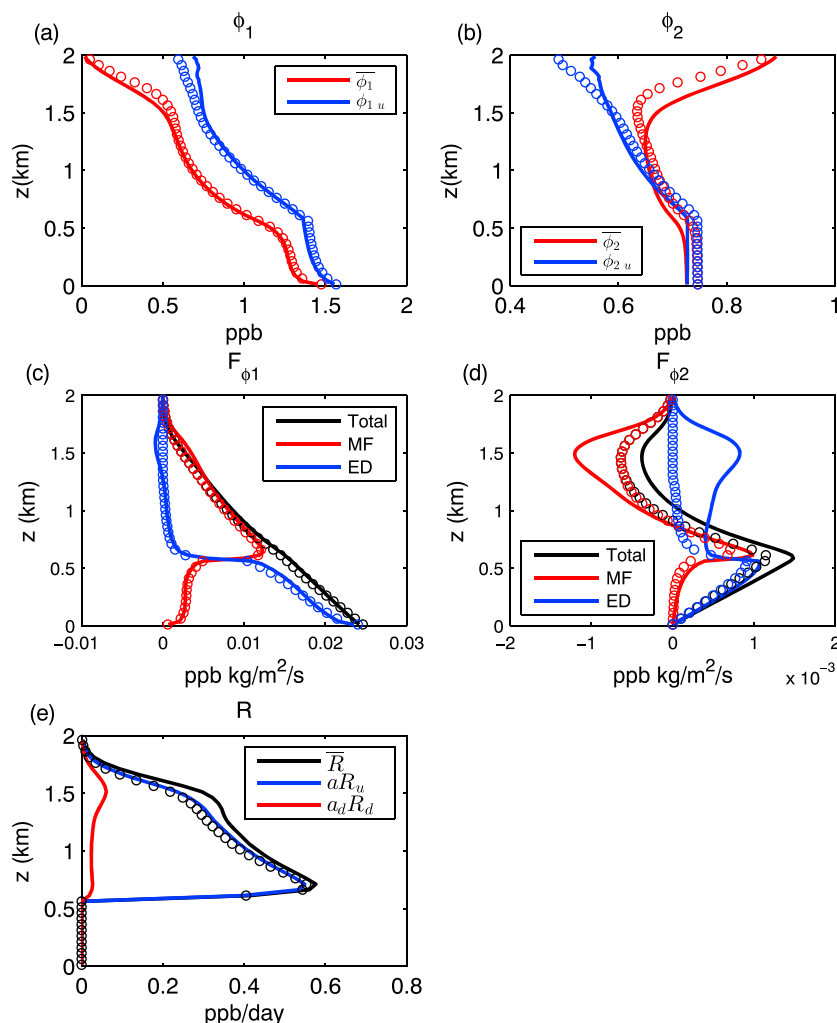 (a) ϕ₁
2
1.5
1
0.5
0
z(km)
0 0.5 1 1.5 2
ppb
ϕ̅₁
ϕ₁ ᵤ
(b) ϕ₂
2
1.5
1
0.5
0
z(km)
0.4 0.6 0.8 1
ppb
ϕ̅₂
ϕ₂ ᵤ
(c) F_ϕ1
2
1.5
1
0.5
0
z (km)
−0.01 0 0.01 0.02 0.03
ppb kg/m²/s
Total
MF
ED
(d) F_ϕ2
2
1.5
1
0.5
0
z (km)
−2 −1 0 1 2
ppb kg/m²/s
x 10⁻³
Total
MF
ED
(e) R
2
1.5
1
0.5
0
z (km)
0 0.2 0.4 0.6 0.8
ppb/day
R̅
aRᵤ
a_dR_d